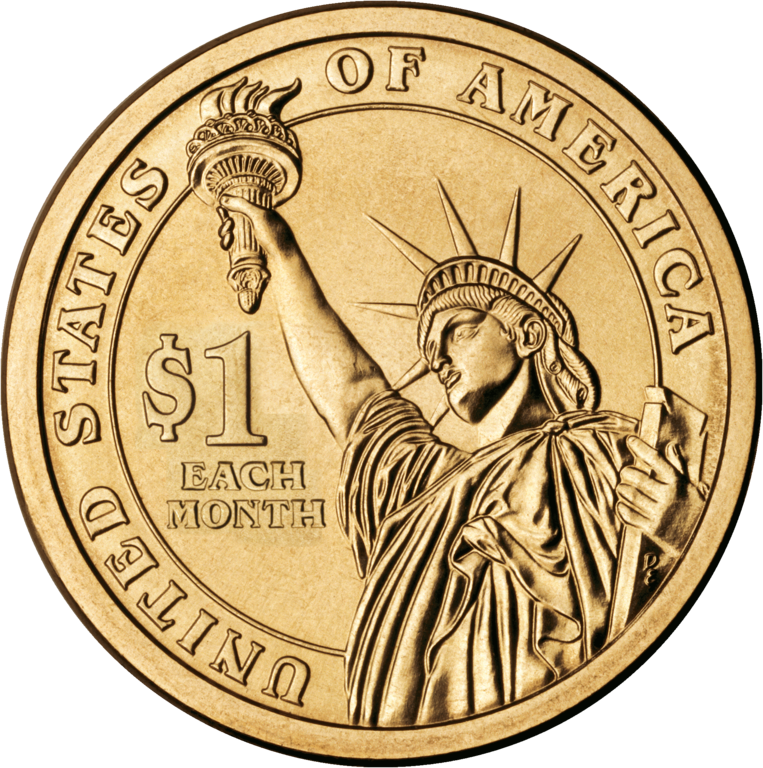 UNITED STATES OF AMERICA
$1
EACH
MONTH